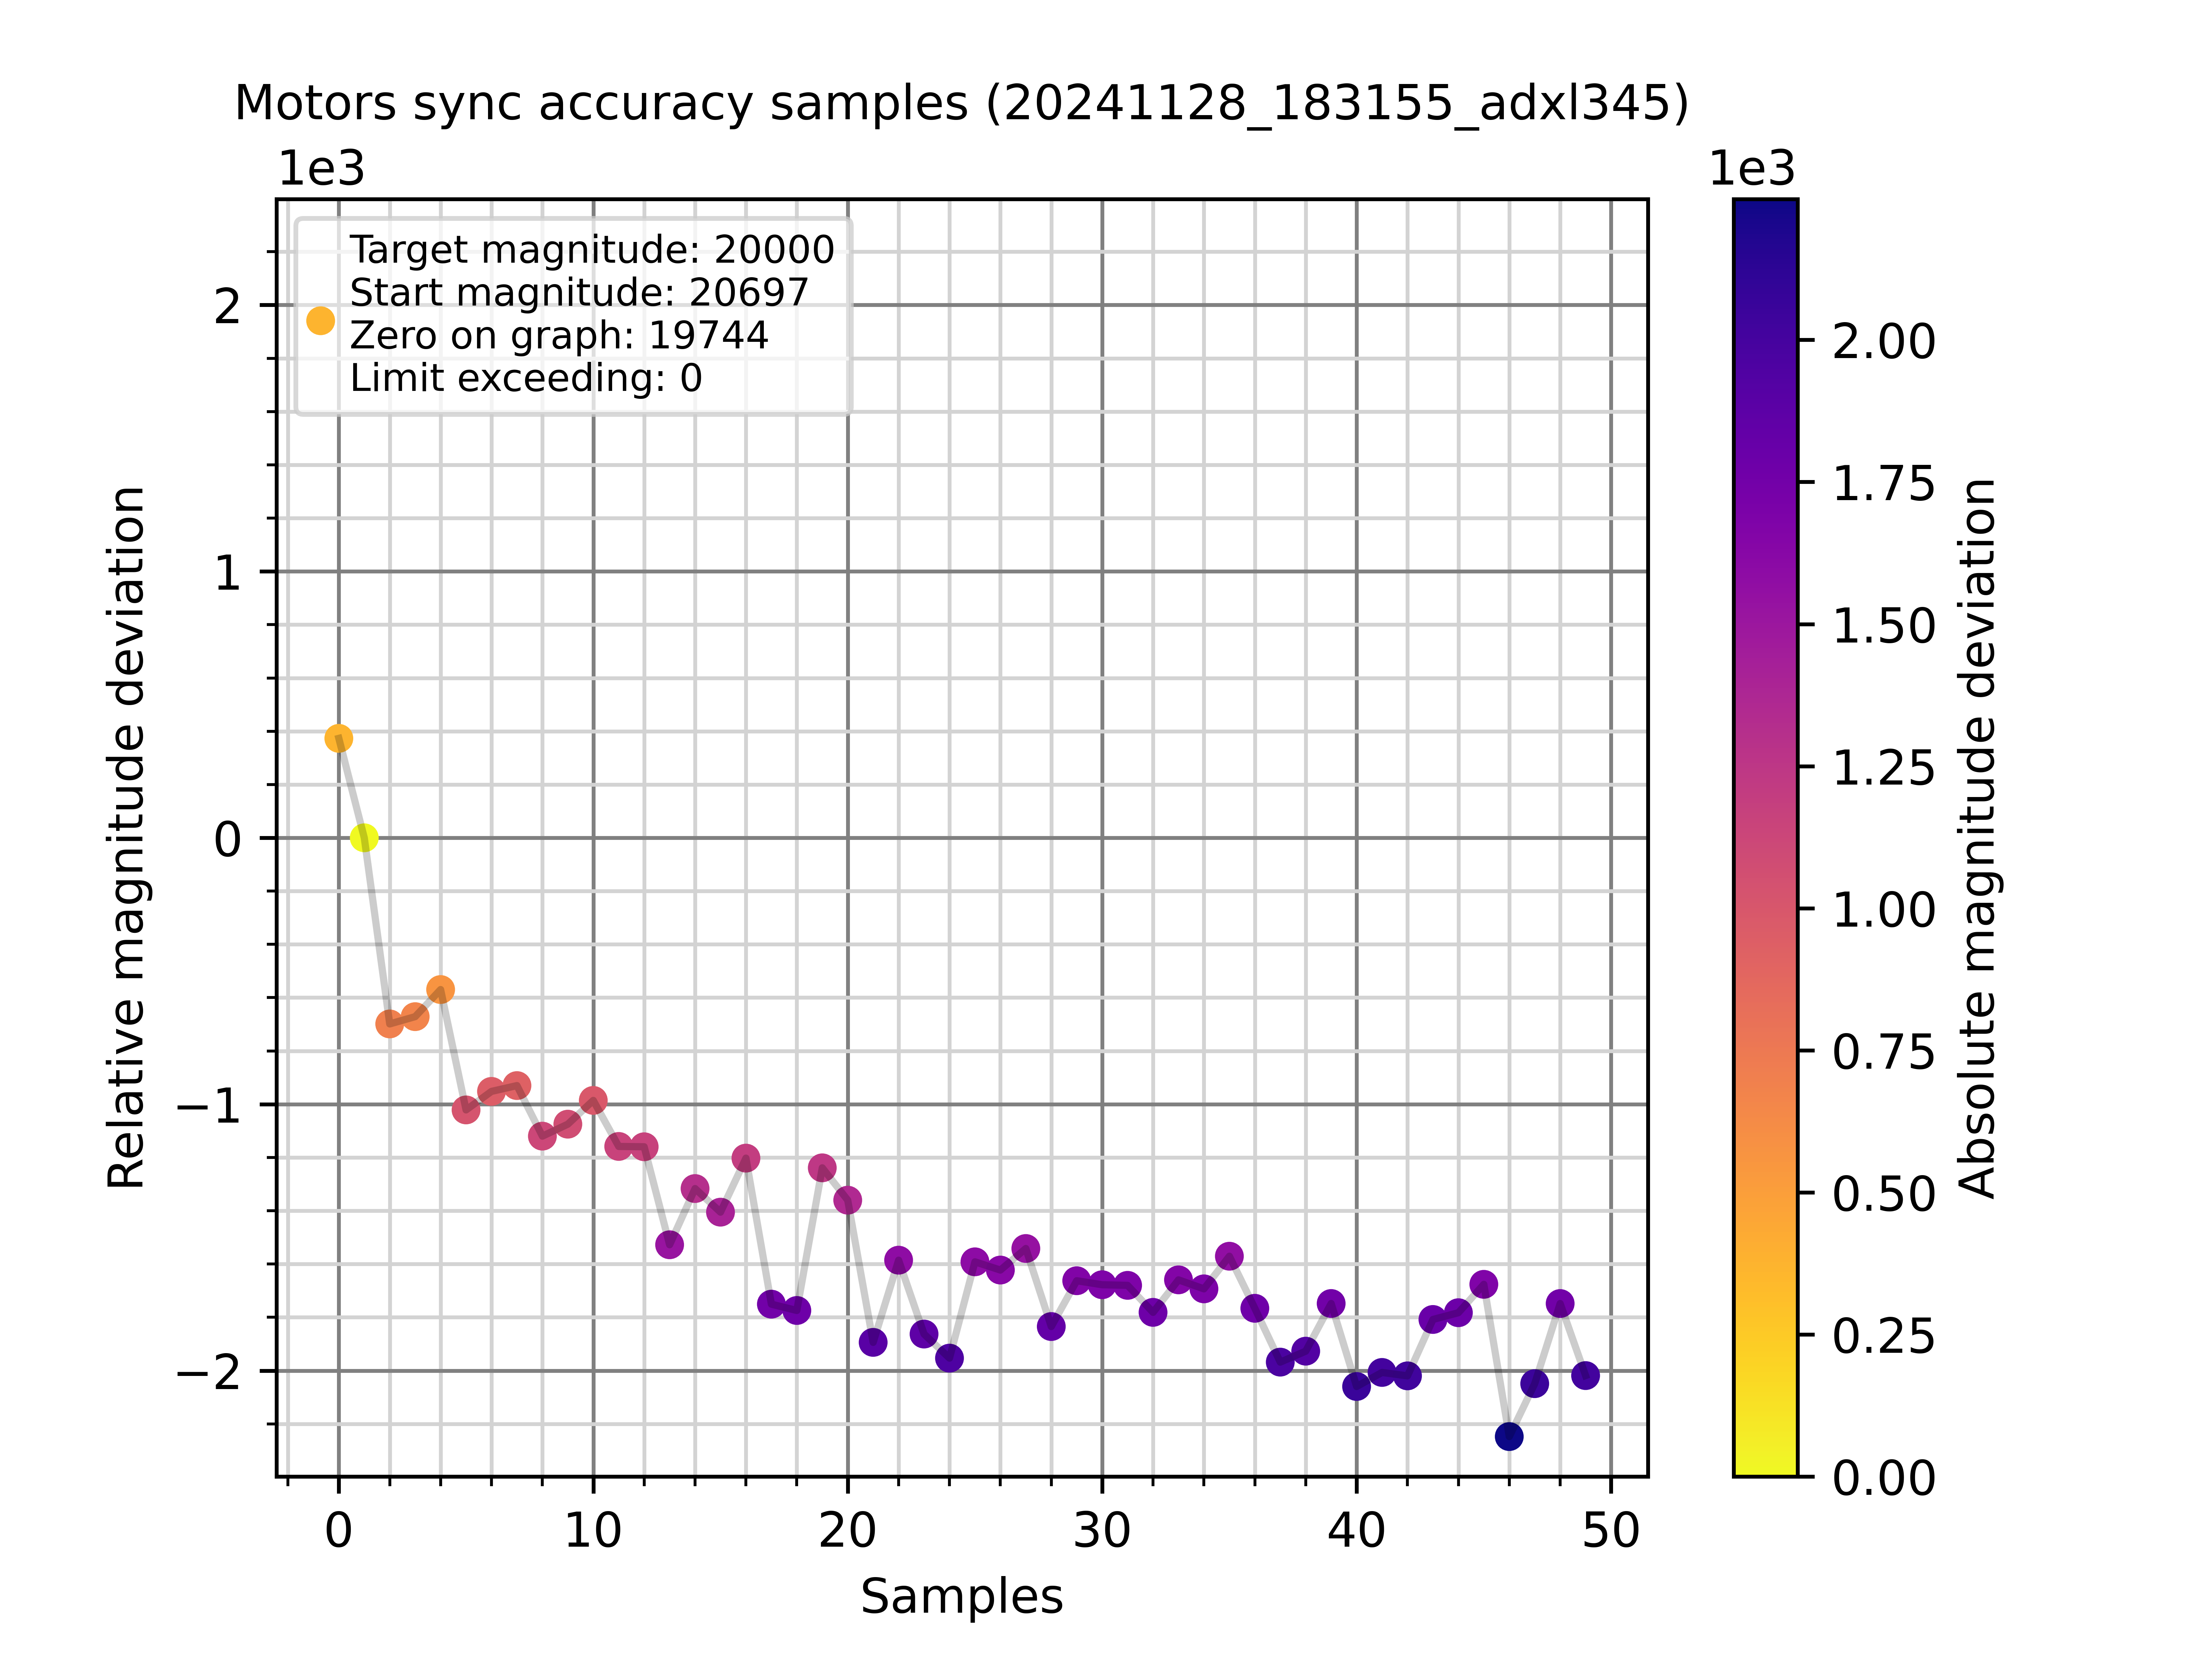 Motors sync accuracy samples (20241128_183155_adxl345)
1e3
1e3
Target magnitude: 20000
Start magnitude: 20697
Zero on graph: 19744
Limit exceeding: 0
2
1
0
−1
−2
Relative magnitude deviation
0 10 20 30 40 50
Samples
2.00
1.75
1.50
1.25
1.00
0.75
0.50
0.25
0.00
Absolute magnitude deviation